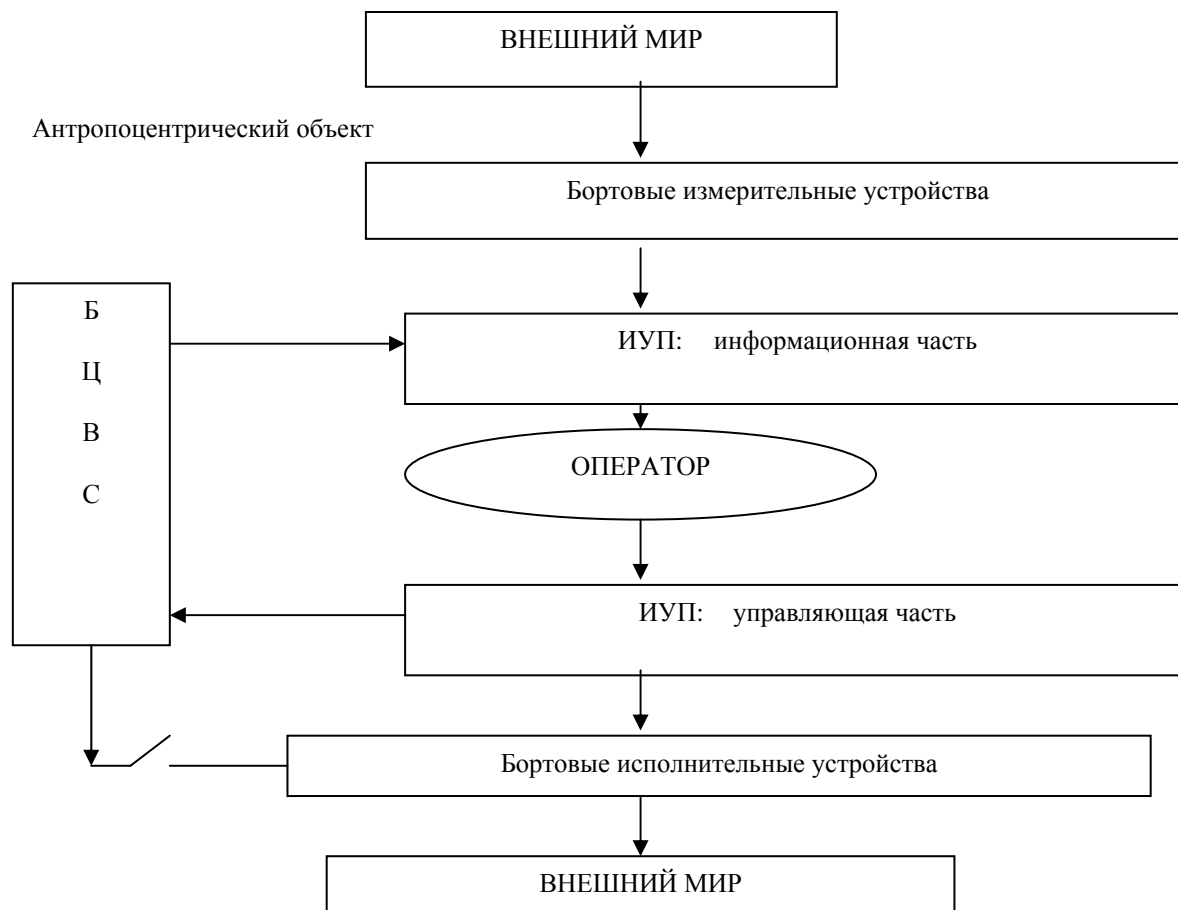 ВНЕШНИЙ МИР
Антропоцентрический объект
Бортовые измерительные устройства
Б
Ц
В
С
ИУП: информационная часть
ОПЕРАТОР
ИУП: управляющая часть
Бортовые исполнительные устройства
ВНЕШНИЙ МИР